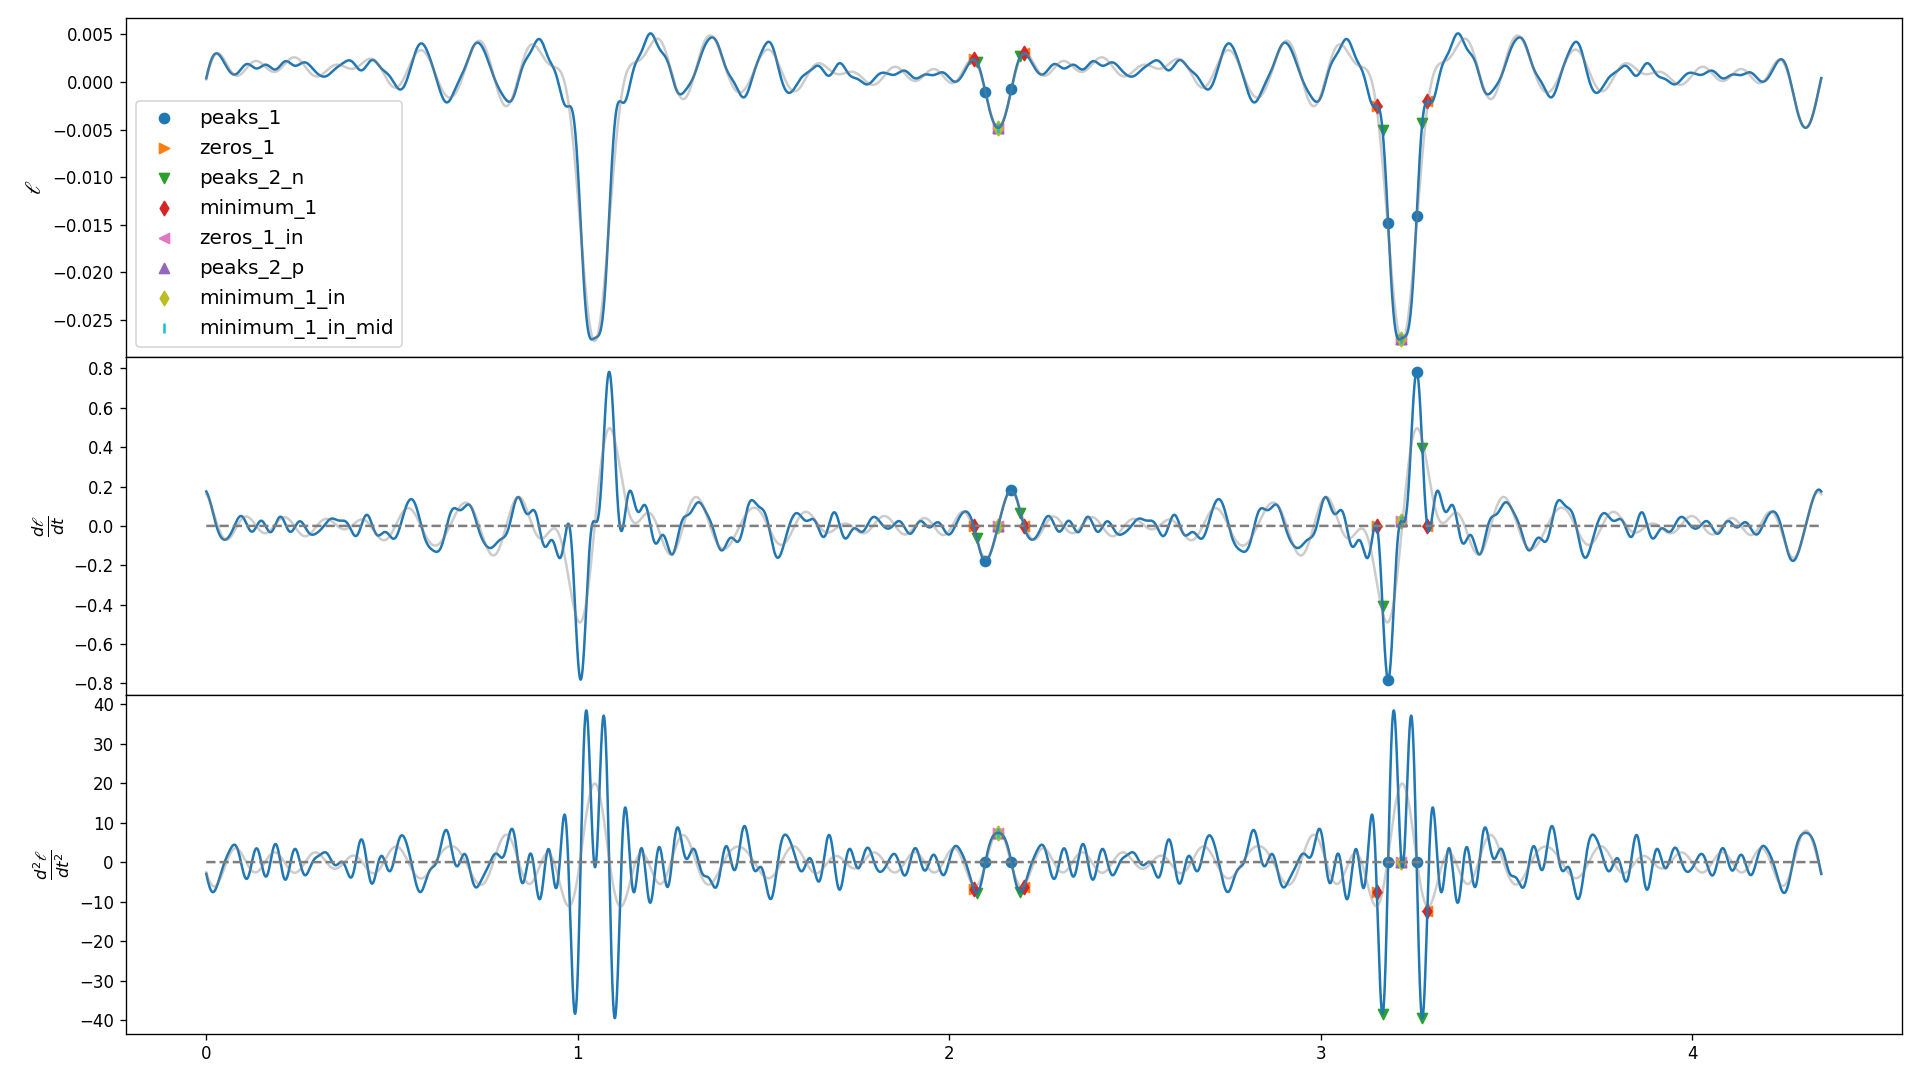 0.005
0.000
−0.005
−0.010
−0.015
−0.020
−0.025
ℓ
peaks_1
zeros_1
peaks_2_n
minimum_1
zeros_1_in
peaks_2_p
minimum_1_in
minimum_1_in_mid
0.8
0.6
0.4
0.2
0.0
−0.2
−0.4
−0.6
−0.8
dℓ
dt
40
30
20
10
0
−10
−20
−30
−40
d²ℓ
dt²
0 1 2 3 4